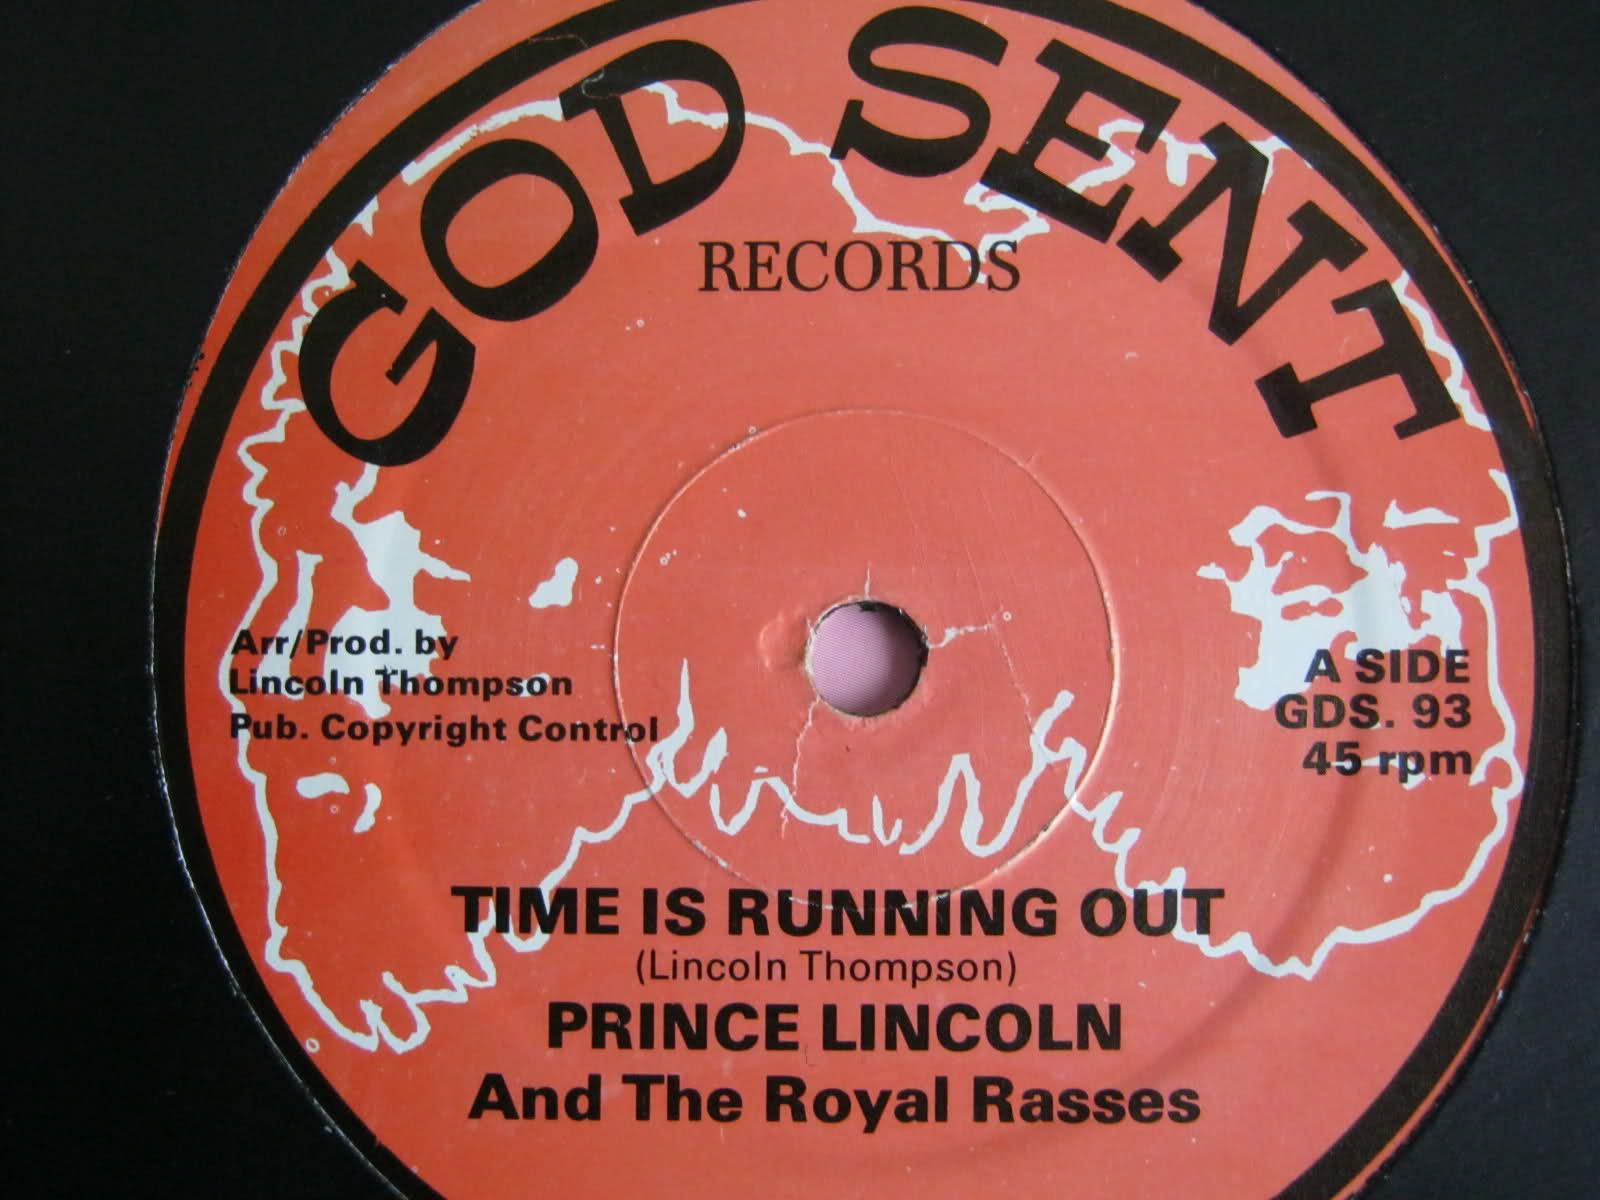 GOD SENT
RECORDS
Arr/Prod. by
Lincoln Thompson
Pub. Copyright Control
A SIDE
GDS. 93
45 rpm
TIME IS RUNNING OUT
(Lincoln Thompson)
PRINCE LINCOLN
And The Royal Rasses